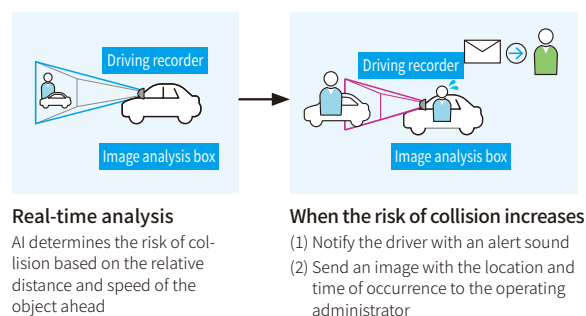 Driving recorder
Image analysis box
Real-time analysis
AI determines the risk of col-
lision based on the relative
distance and speed of the
object ahead
Driving recorder
Image analysis box
When the risk of collision increases
(1) Notify the driver with an alert sound
(2) Send an image with the location and
time of occurrence to the operating
administrator